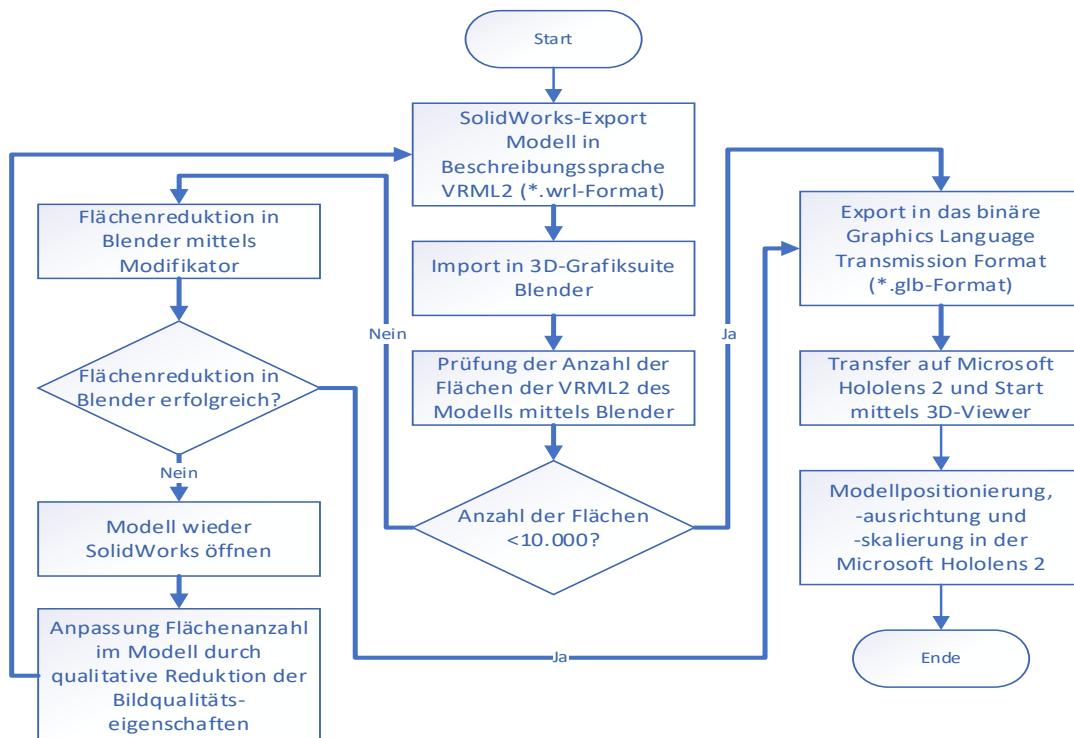 Start
SolidWorks-Export
Modell in
Beschreibungssprache
VRML2 (*.wrl-Format)
Import in 3D-Grafiksuite
Blender
Prüfung der Anzahl der
Flächen der VRML2 des
Modells mittels Blender
Anzahl der Flächen
<10.000?
Nein
Ja
Flächenreduktion in
Blender mittels
Modifikator
Flächenreduktion in
Blender erfolgreich?
Nein
Modell wieder
SolidWorks öffnen
Anpassung Flächenanzahl
im Modell durch
qualitative Reduktion der
Bildqualitäts-
eigenschaften
Ja
Export in das binäre
Graphics Language
Transmission Format
(*.glb-Format)
Transfer auf Microsoft
Hololens 2 und Start
mittels 3D-Viewer
Modellpositionierung,
-ausrichtung und
-skalierung in der
Microsoft Hololens 2
Ende